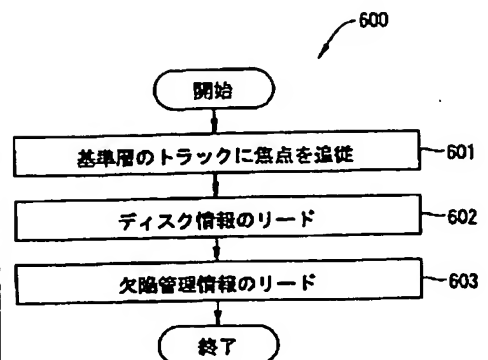 600
開始
基準層のトラックに焦点を追従
601
ディスク情報のリード
602
欠陥管理情報のリード
603
終了